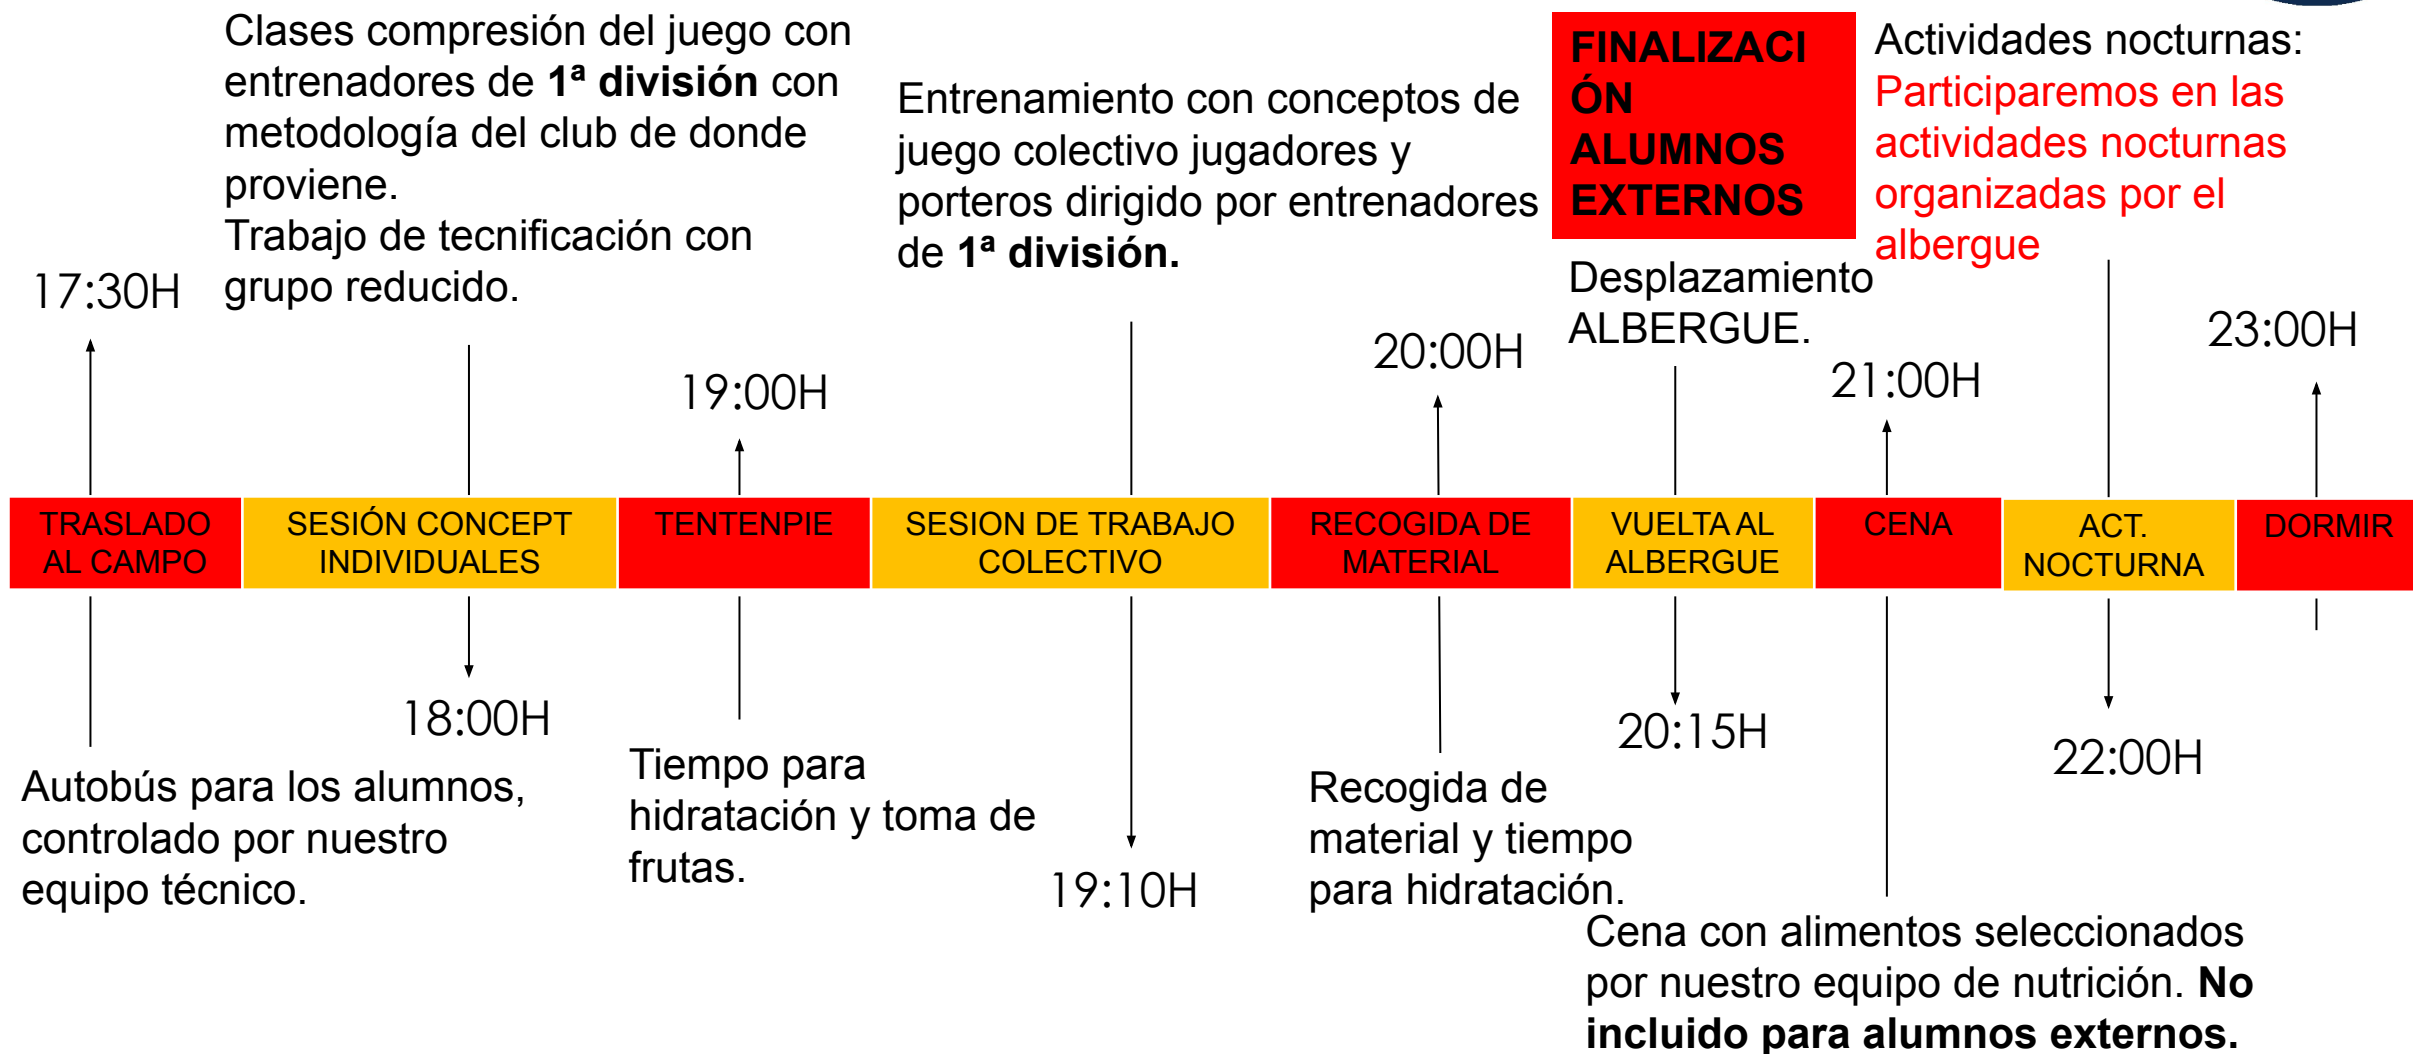 Clases compresión del juego con
entrenadores de 1ª división con
metodología del club de donde
proviene.
Trabajo de tecnificación con
grupo reducido.
Entrenamiento con conceptos de
juego colectivo jugadores y
porteros dirigido por entrenadores
de 1ª división.
FINALIZACI
ÓN
ALUMNOS
EXTERNOS
Desplazamiento
ALBERGUE.
Actividades nocturnas:
Participaremos en las
actividades nocturnas
organizadas por el
albergue
17:30H
19:00H
20:00H
21:00H
23:00H
TRASLADO
AL CAMPO
SESIÓN CONCEPT
INDIVIDUALES
TENTENPIE
SESION DE TRABAJO
COLECTIVO
RECOGIDA DE
MATERIAL
VUELTA AL
ALBERGUE
CENA
ACT.
NOCTURNA
DORMIR
18:00H
19:10H
20:15H
22:00H
Autobús para los alumnos,
controlado por nuestro
equipo técnico.
Tiempo para
hidratación y toma de
frutas.
Recogida de
material y tiempo
para hidratación.
Cena con alimentos seleccionados
por nuestro equipo de nutrición. No
incluido para alumnos externos.